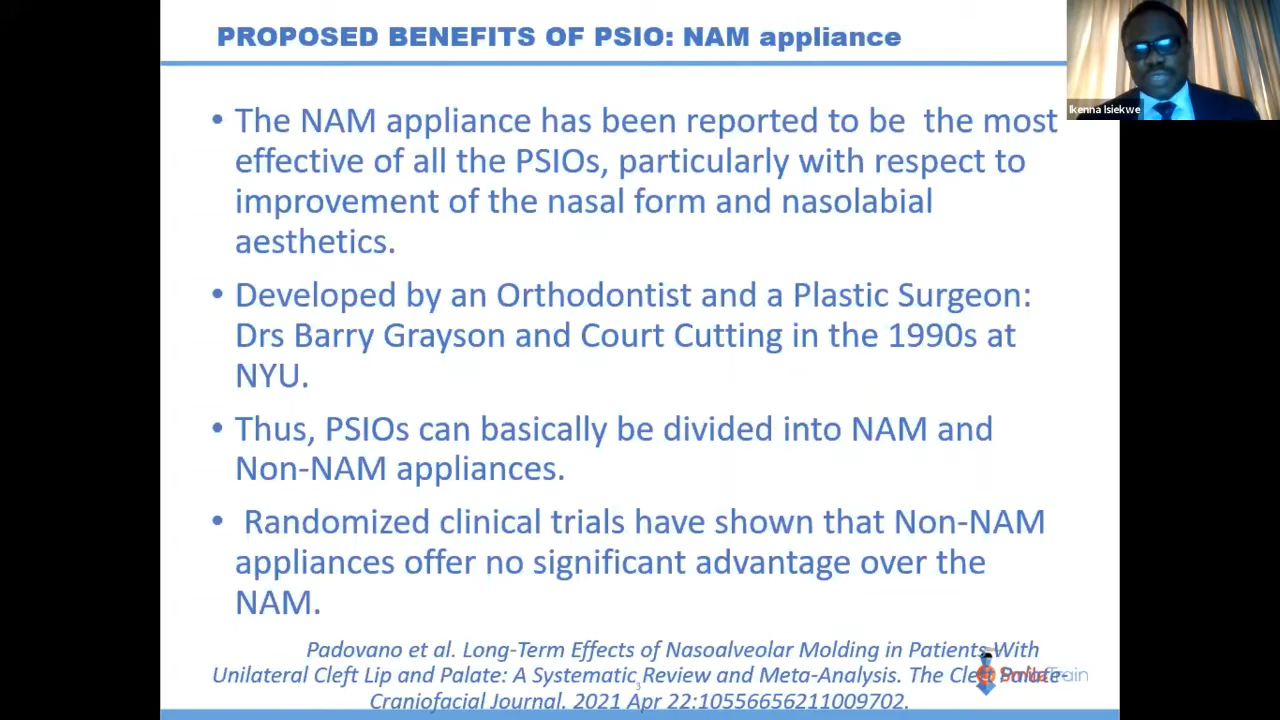 PROPOSED BENEFITS OF PSIO: NAM appliance
Ikenna Isiekwe
• The NAM appliance has been reported to be the most
effective of all the PSIOs, particularly with respect to
improvement of the nasal form and nasolabial
aesthetics.
• Developed by an Orthodontist and a Plastic Surgeon:
Drs Barry Grayson and Court Cutting in the 1990s at
NYU.
• Thus, PSIOs can basically be divided into NAM and
Non-NAM appliances.
• Randomized clinical trials have shown that Non-NAM
appliances offer no significant advantage over the
NAM.
Padovano et al. Long-Term Effects of Nasoalveolar Molding in Patients With
Unilateral Cleft Lip and Palate: A Systematic Review and Meta-Analysis. The Cleft Palate-
Craniofacial Journal. 2021 Apr 22:10556656211009702.
SmileTrain
3